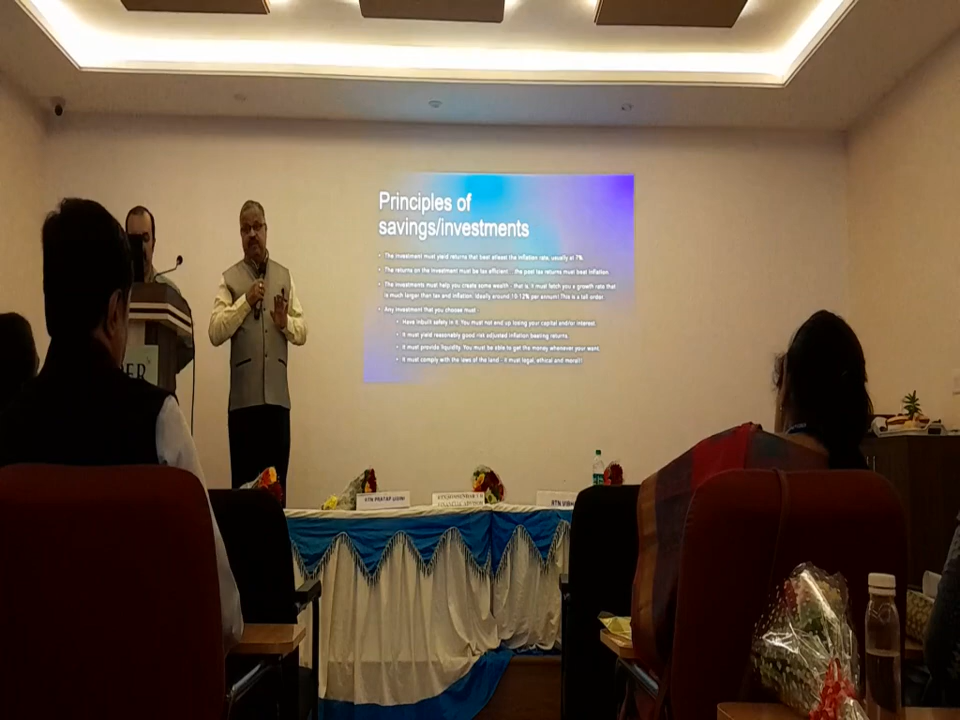 Principles of
savings/investments
The investment must yield returns that beat atleast the inflation rate, usually at 7%.
The returns on the investment must be tax efficient - the post tax returns must beat inflation.
The investments must help you create some wealth - that is, it must fetch you a growth rate that
is much larger than tax and inflation. Ideally around 10-12% per annum! This is a tall order
Any investment that you choose must
Have inbuilt safety in it. You must not end up losing your capital and/or interest
It must yield reasonably good risk adjusted inflation beating returns.
It must provide liquidity. You must be able to get the money whenever your want.
It must comply with the laws of the land - it must legal, ethical and moral!!
RTN PRATAP
FINANCIAL ADVISOR
RTN